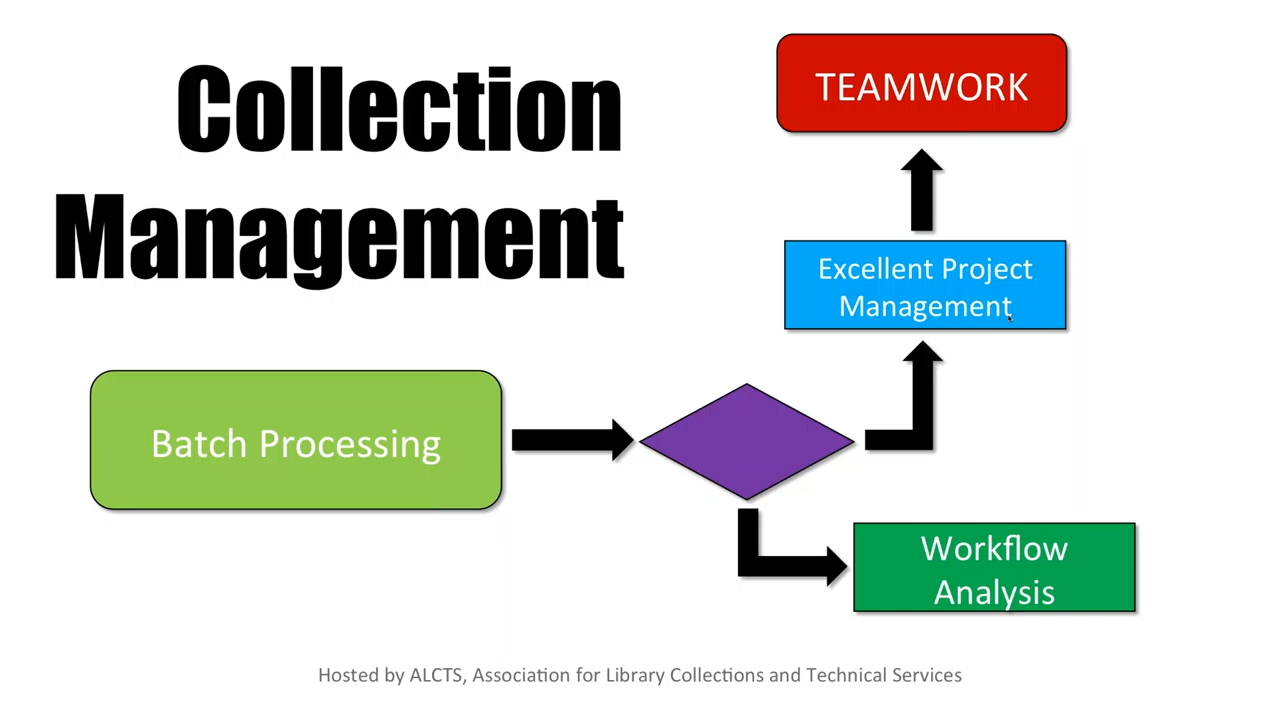 Collection
Management
TEAMWORK
Excellent Project
Management
Batch Processing
Workflow
Analysis
Hosted by ALCTS, Association for Library Collections and Technical Services